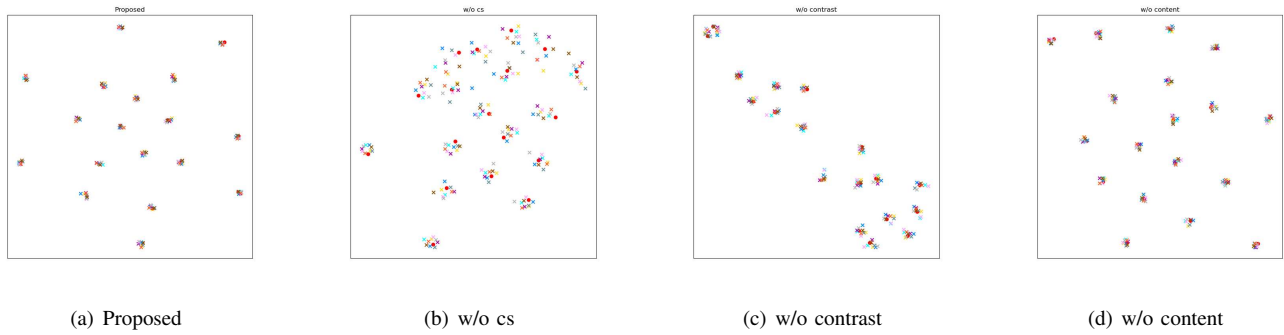 Proposed
w/o cs
w/o contrast
w/o content
(a) Proposed
(b) w/o cs
(c) w/o contrast
(d) w/o content